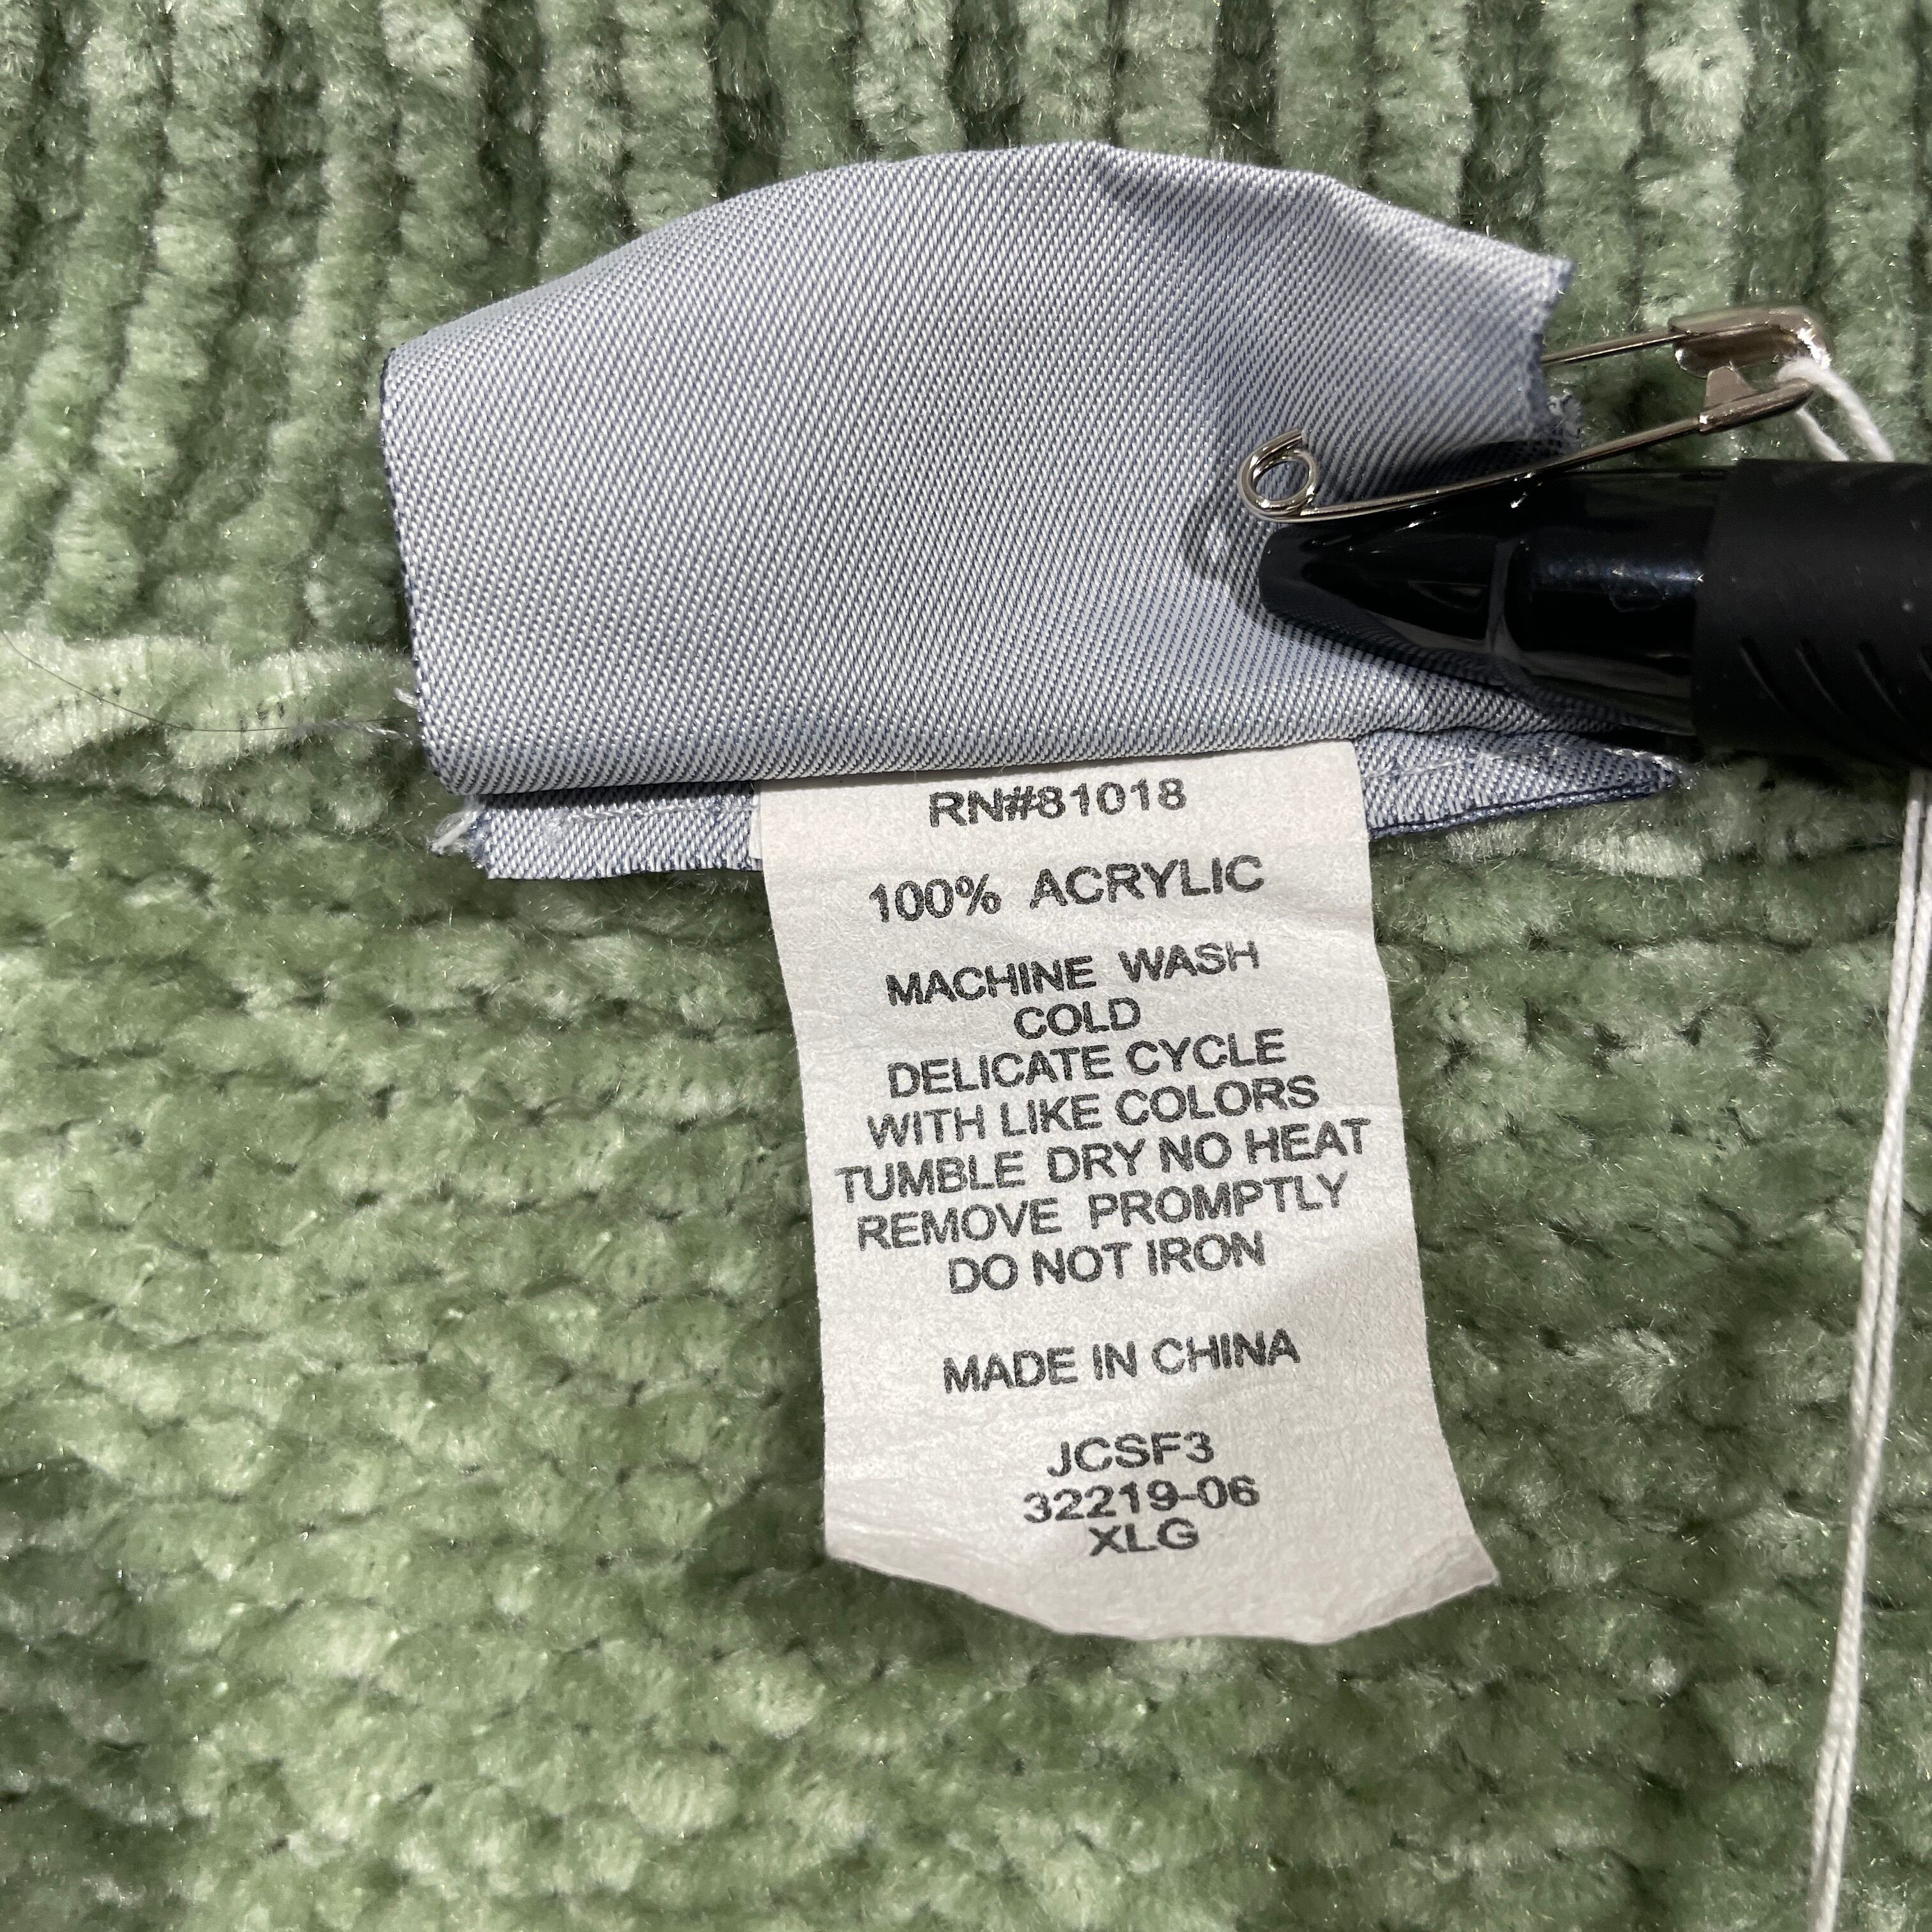 RN#81018
100% ACRYLIC
MACHINE WASH
COLD
DELICATE CYCLE
WITH LIKE COLORS
TUMBLE DRY NO HEAT
REMOVE PROMPTLY
DO NOT IRON
MADE IN CHINA
JCSF3
32219-06
XLG